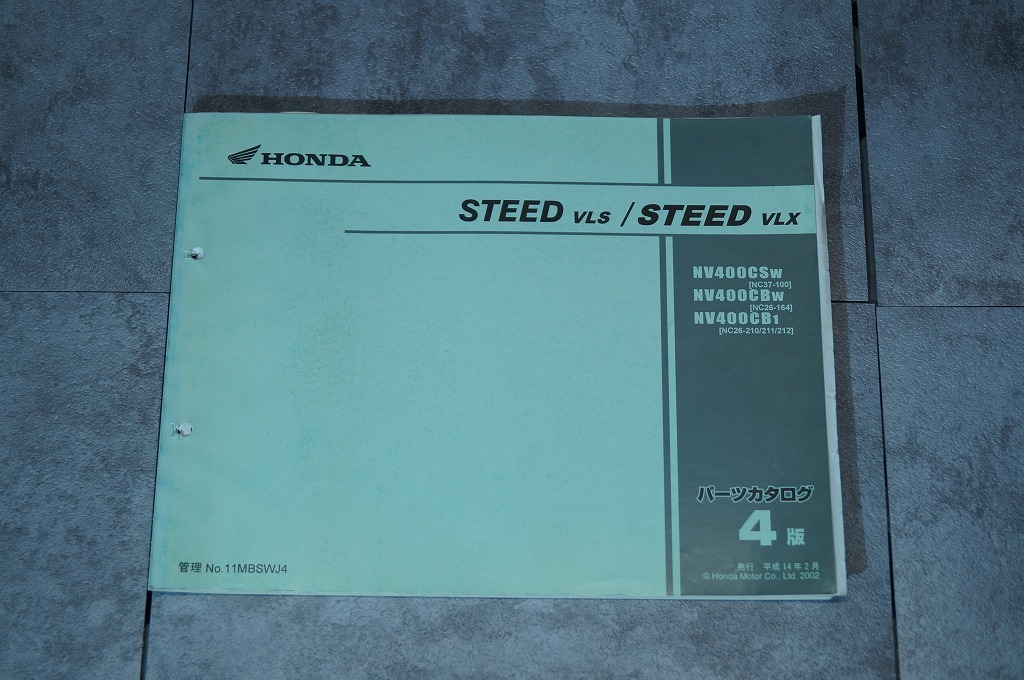 HONDA
STEED VLS / STEED VLX
NV400CSW
[NC37-100]
NV400CBW
[NC26-164]
NV400CB1
[NC26-210/211/212]
パーツカタログ
4版
管理 No.11MBSWJ4
発行 平成14年2月
© Honda Motor Co., Ltd. 2002